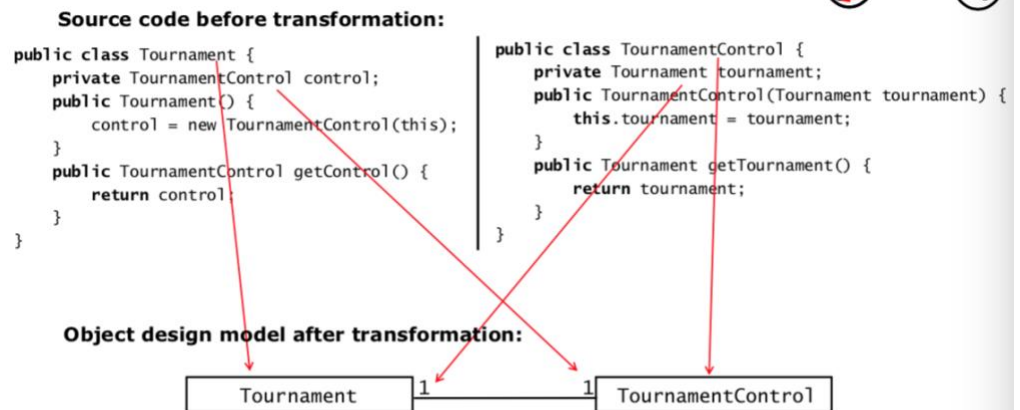 Source code before transformation:
public class Tournament {
private TournamentControl control;
public Tournament() {
control = new TournamentControl(this);
}
public TournamentControl getControl() {
return control;
}
}
public class TournamentControl {
private Tournament tournament;
public TournamentControl(Tournament tournament) {
this.tournament = tournament;
}
public Tournament getTournament() {
return tournament;
}
}
Object design model after transformation:
Tournament
1
1
TournamentControl